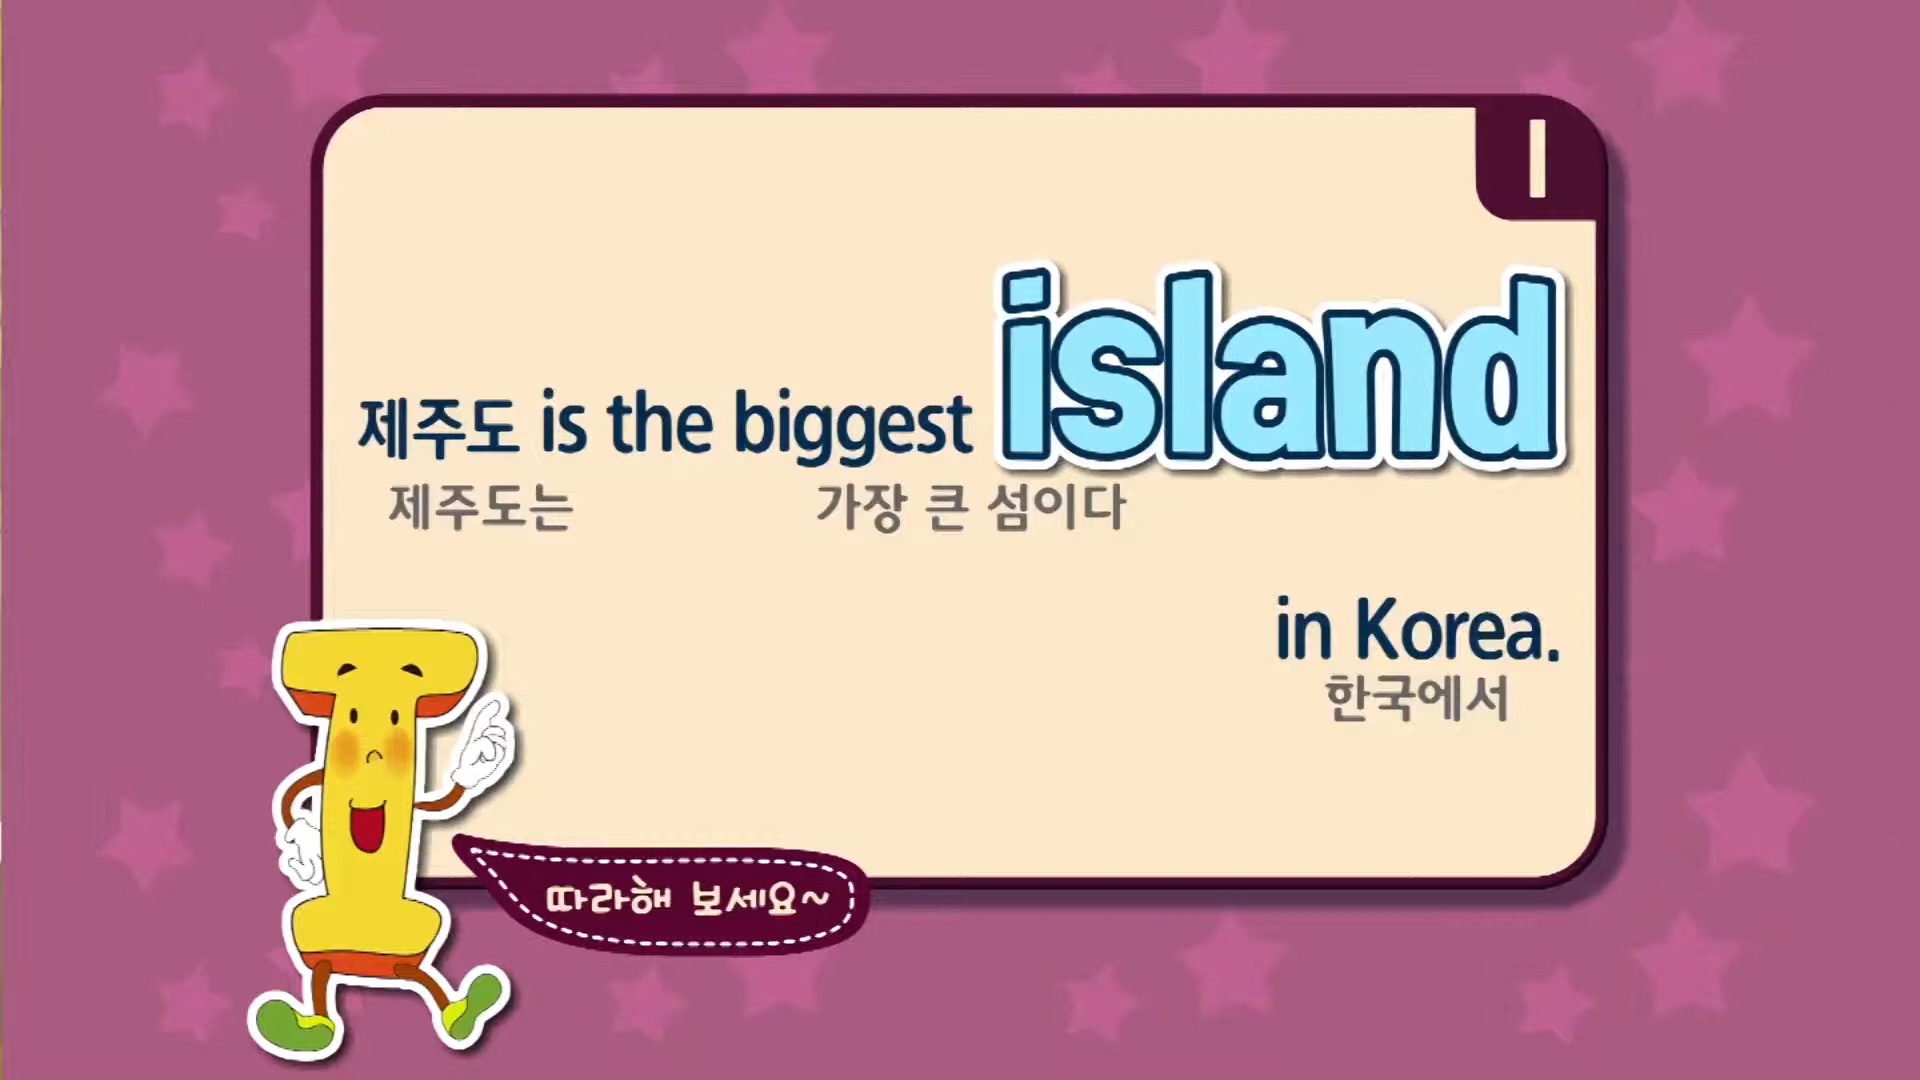 I
제주도 is the biggest island
제주도는 가장 큰 섬이다
in Korea.
한국에서
따라해 보세요~